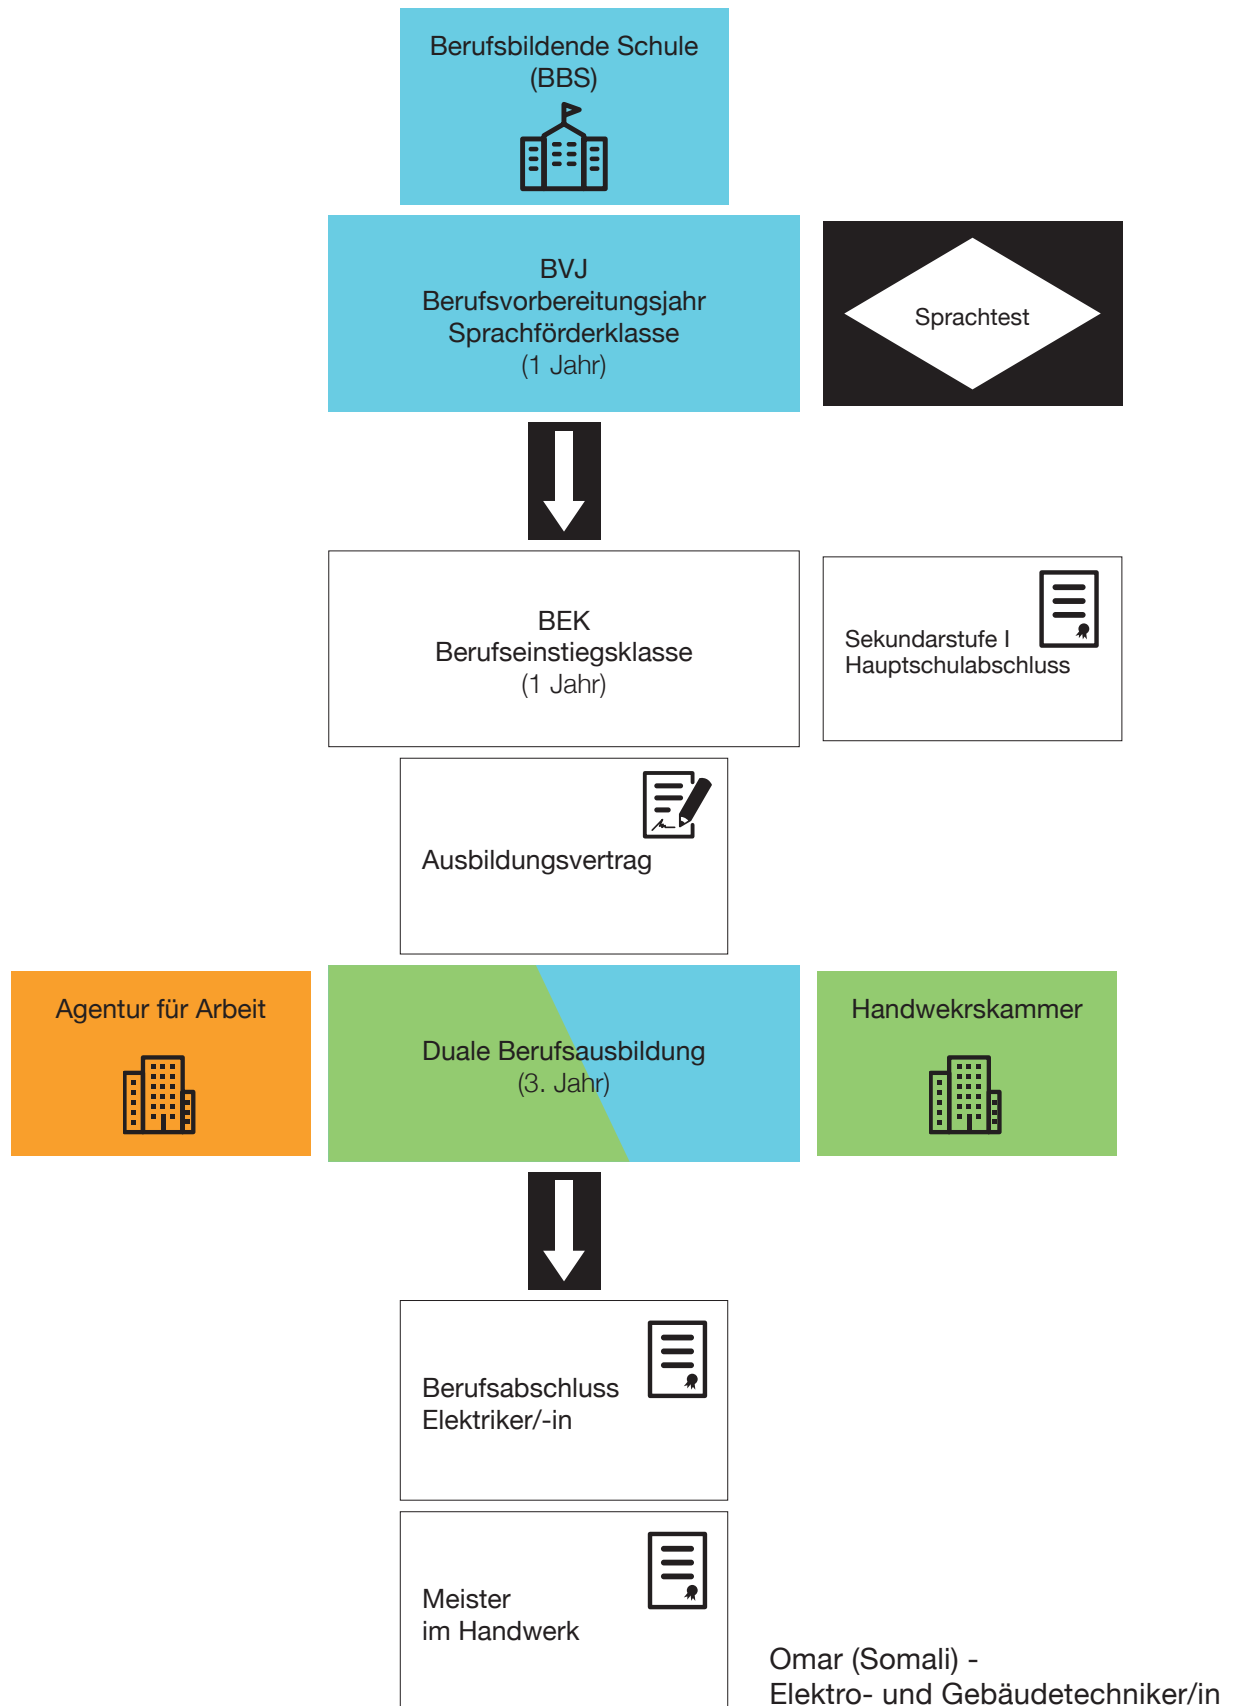 Berufsbildende Schule
(BBS)
BVJ
Berufsvorbereitungsjahr
Sprachförderklasse
(1 Jahr)
Sprachtest
BEK
Berufseinstiegsklasse
(1 Jahr)
Sekundarstufe I
Hauptschulabschluss
Ausbildungsvertrag
Agentur für Arbeit
Duale Berufsausbildung
(3. Jahr)
Handwekrskammer
Berufsabschluss
Elektriker/-in
Meister
im Handwerk
Omar (Somali) -
Elektro- und Gebäudetechniker/in